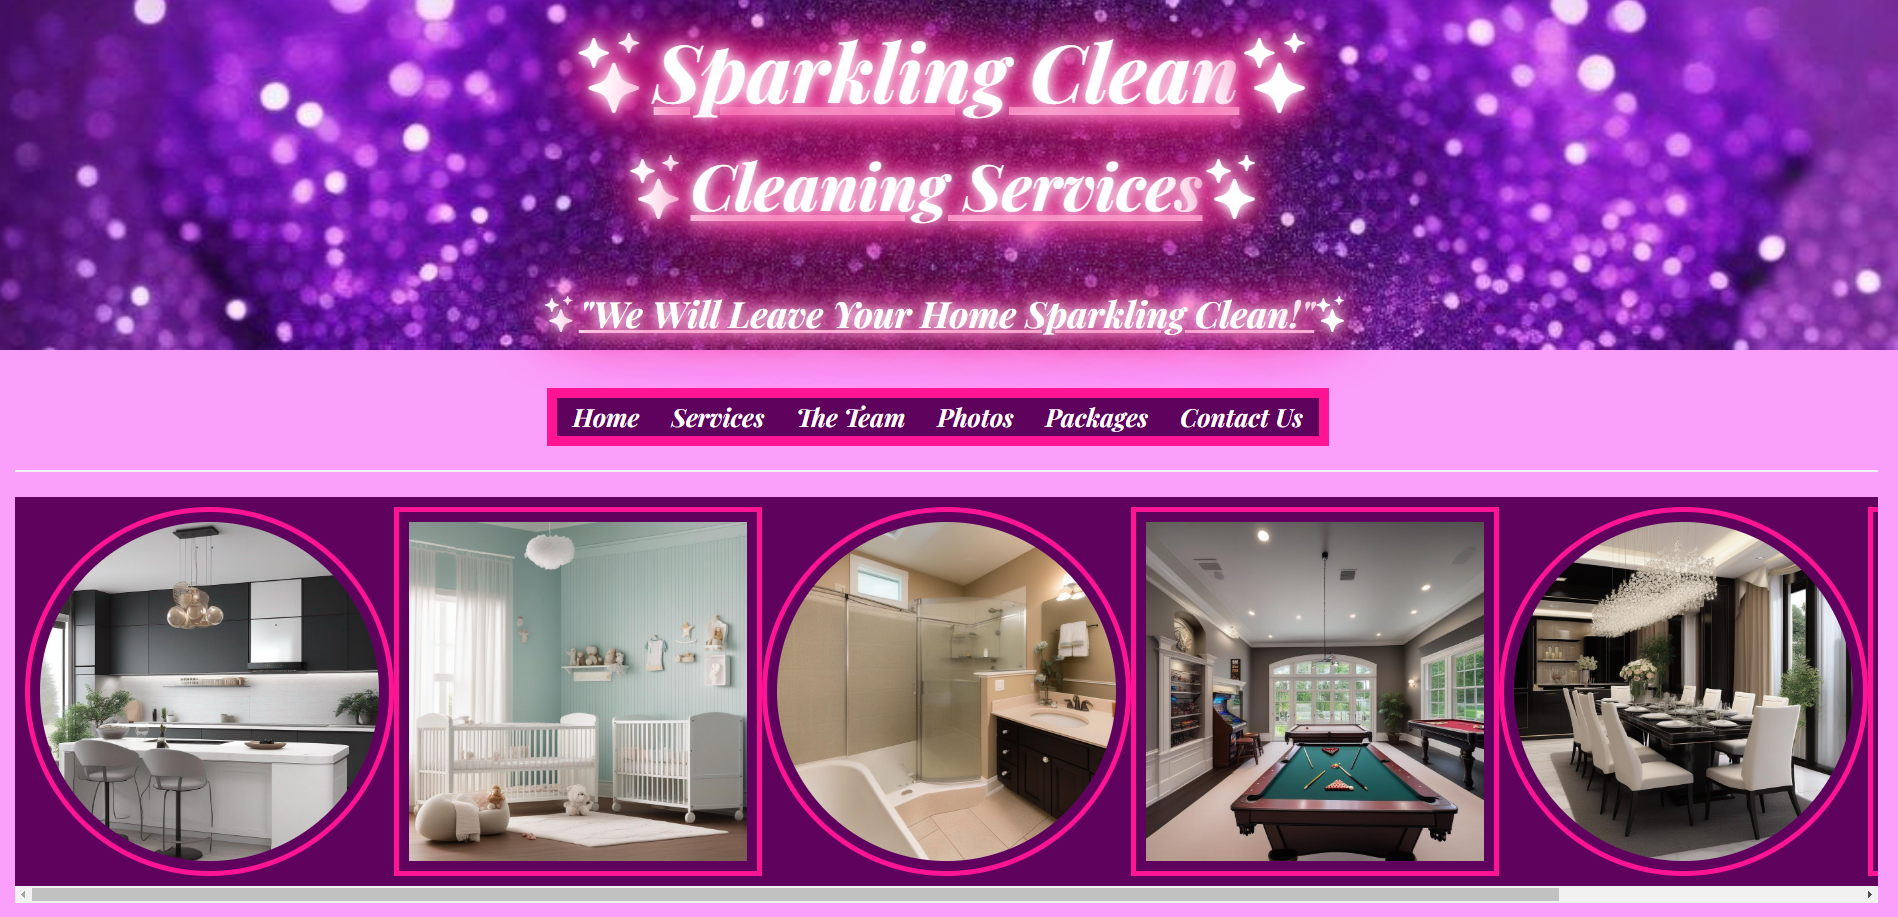 ✨Sparkling Clean✨
✨Cleaning Services✨
✨"We Will Leave Your Home Sparkling Clean!"✨
Home Services The Team Photos Packages Contact Us